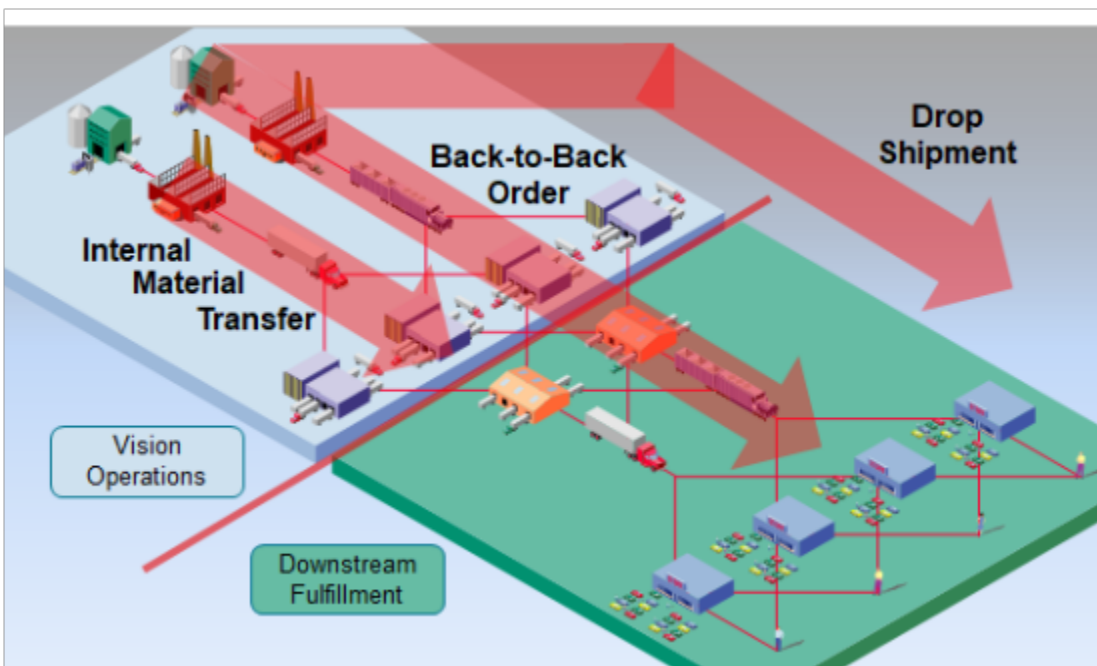 Drop
Shipment
Back-to-Back
Order
Internal
Material
Transfer
Vision
Operations
Downstream
Fulfillment